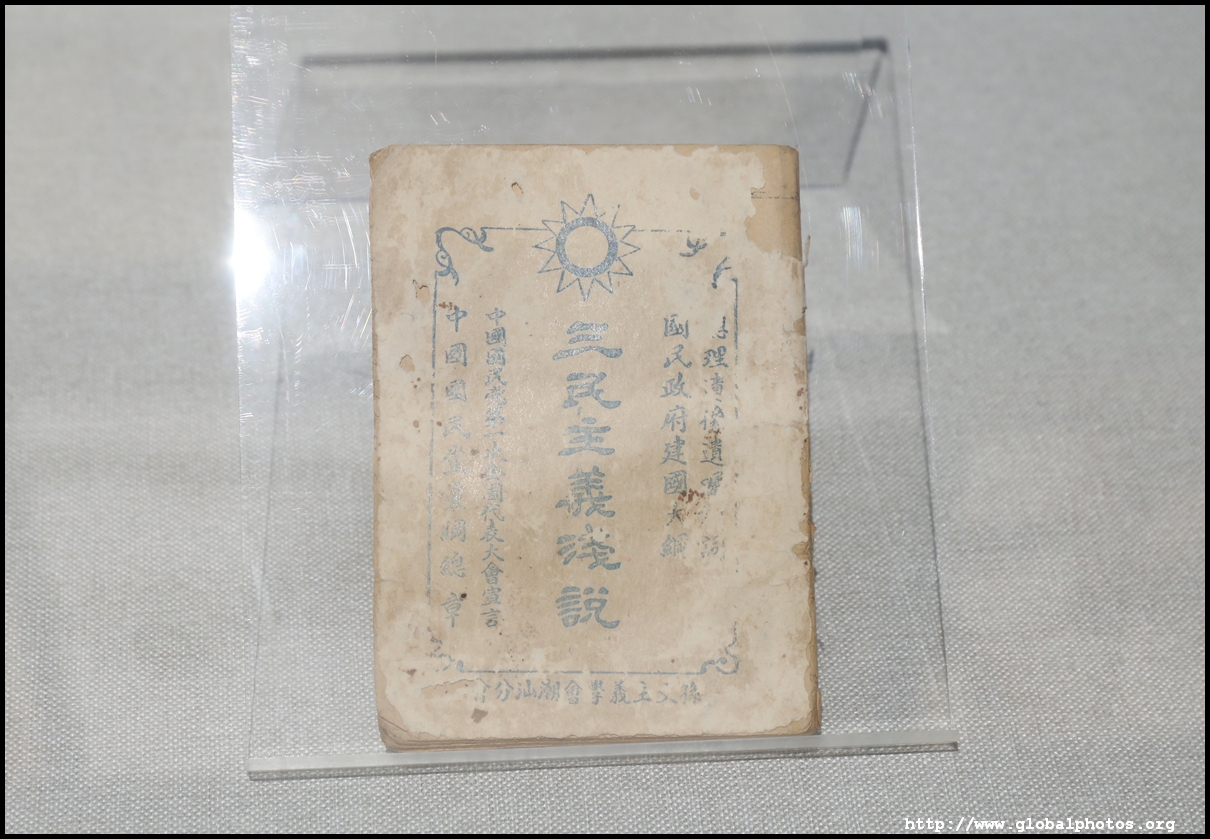 理遺像遺囑
國民政府建國大綱
三民主義淺說
中國國民黨第一次全國代表大會宣言
中國國民黨黨綱總章
孫文主義學會潮汕分會
http://www.globalphotos.org